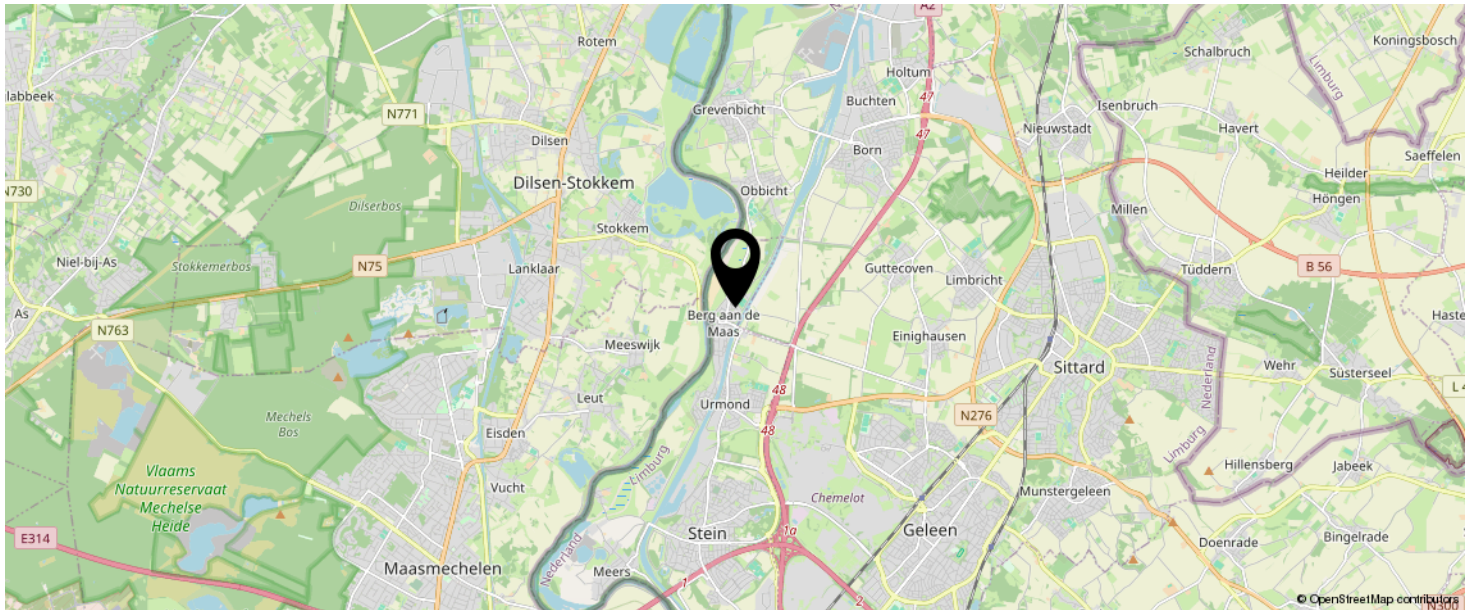 A2
Rotem
Schalbruch
Koningsbosch
Limburg
Holtum
47
Buchten
Grevenbicht
N771
Isenbruch
47
Nieuwstadt
Havert
Dilsen
Born
Saeffelen
Heilder
Höngen
N730
Dilsen-Stokkem
Obbicht
Dilserbos
Millen
Stokkem
Niel-bij-As
Stokkemerbos
N75
Lanklaar
Guttecoven
Limbricht
Tüddern
B 56
As
N763
Berg aan de
Maas
Meeswijk
Einighausen
Sittard
Nederland
Wehr
Süsterseel
48
Leut
Urmond
N276
Mechels
Bos
Eisden
48
Limburg
Limburg
Vlaams
Natuurreservaat
Mechelse
Heide
Vucht
Chemelot
Hillensberg
Jabeek
Munstergeleen
E314
Stein
1a
Geleen
Doenrade
Bingelrade
Maasmechelen
Nederland
Meers
1
2
N300
© OpenStreetMap contributors